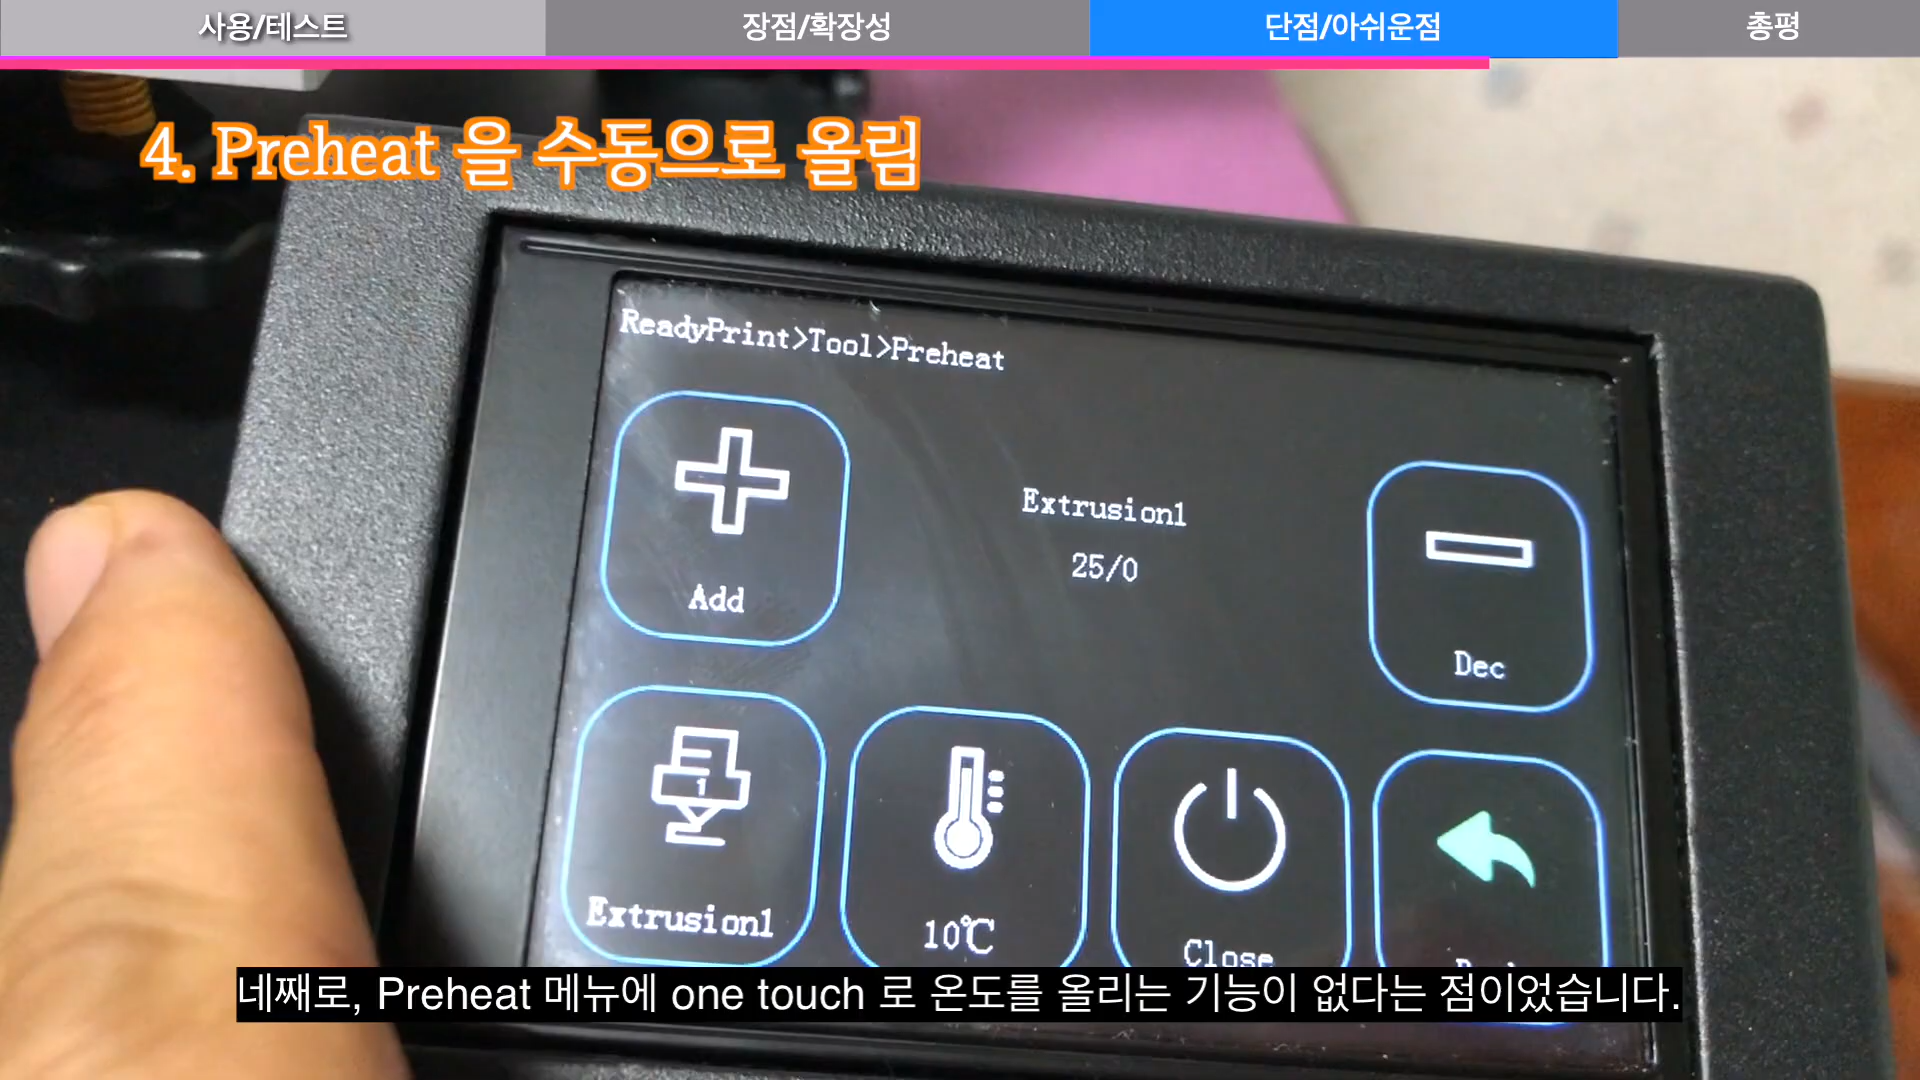 사용/테스트
장점/확장성
단점/아쉬운점
총평
4. Preheat 을 수동으로 올림
ReadyPrint>Tool>Preheat
Add
Extrusion1
25/0
Dec
Extrusion1
10℃
Close
네째로, Preheat 메뉴에 one touch 로 온도를 올리는 기능이 없다는 점이었습니다.